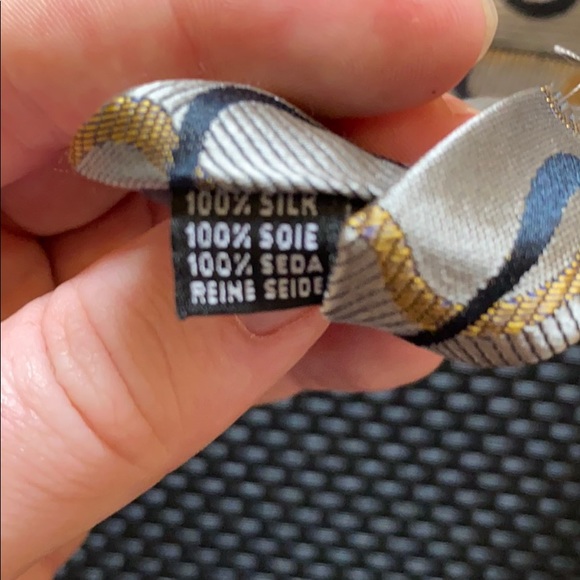 100% SILK
100% SOIE
100% SEDA
REINE SEIDE